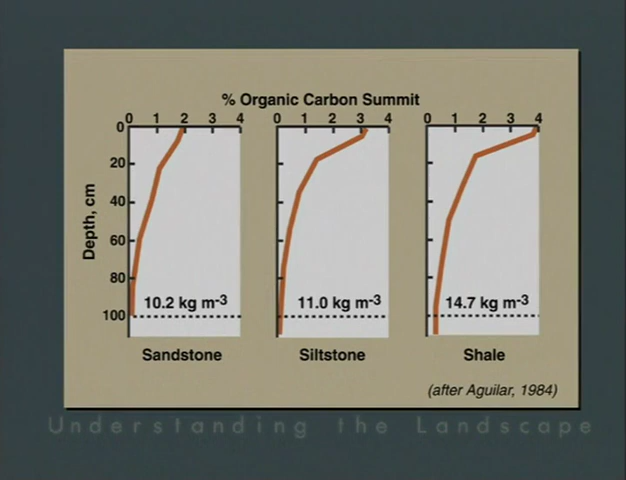 % Organic Carbon Summit
0 1 2 3 4 0 1 2 3 4 0 1 2 3 4
0
20
40
60
80
100
Depth, cm
10.2 kg m-3 11.0 kg m-3 14.7 kg m-3
Sandstone Siltstone Shale
(after Aguilar, 1984)
Understanding the Landscape